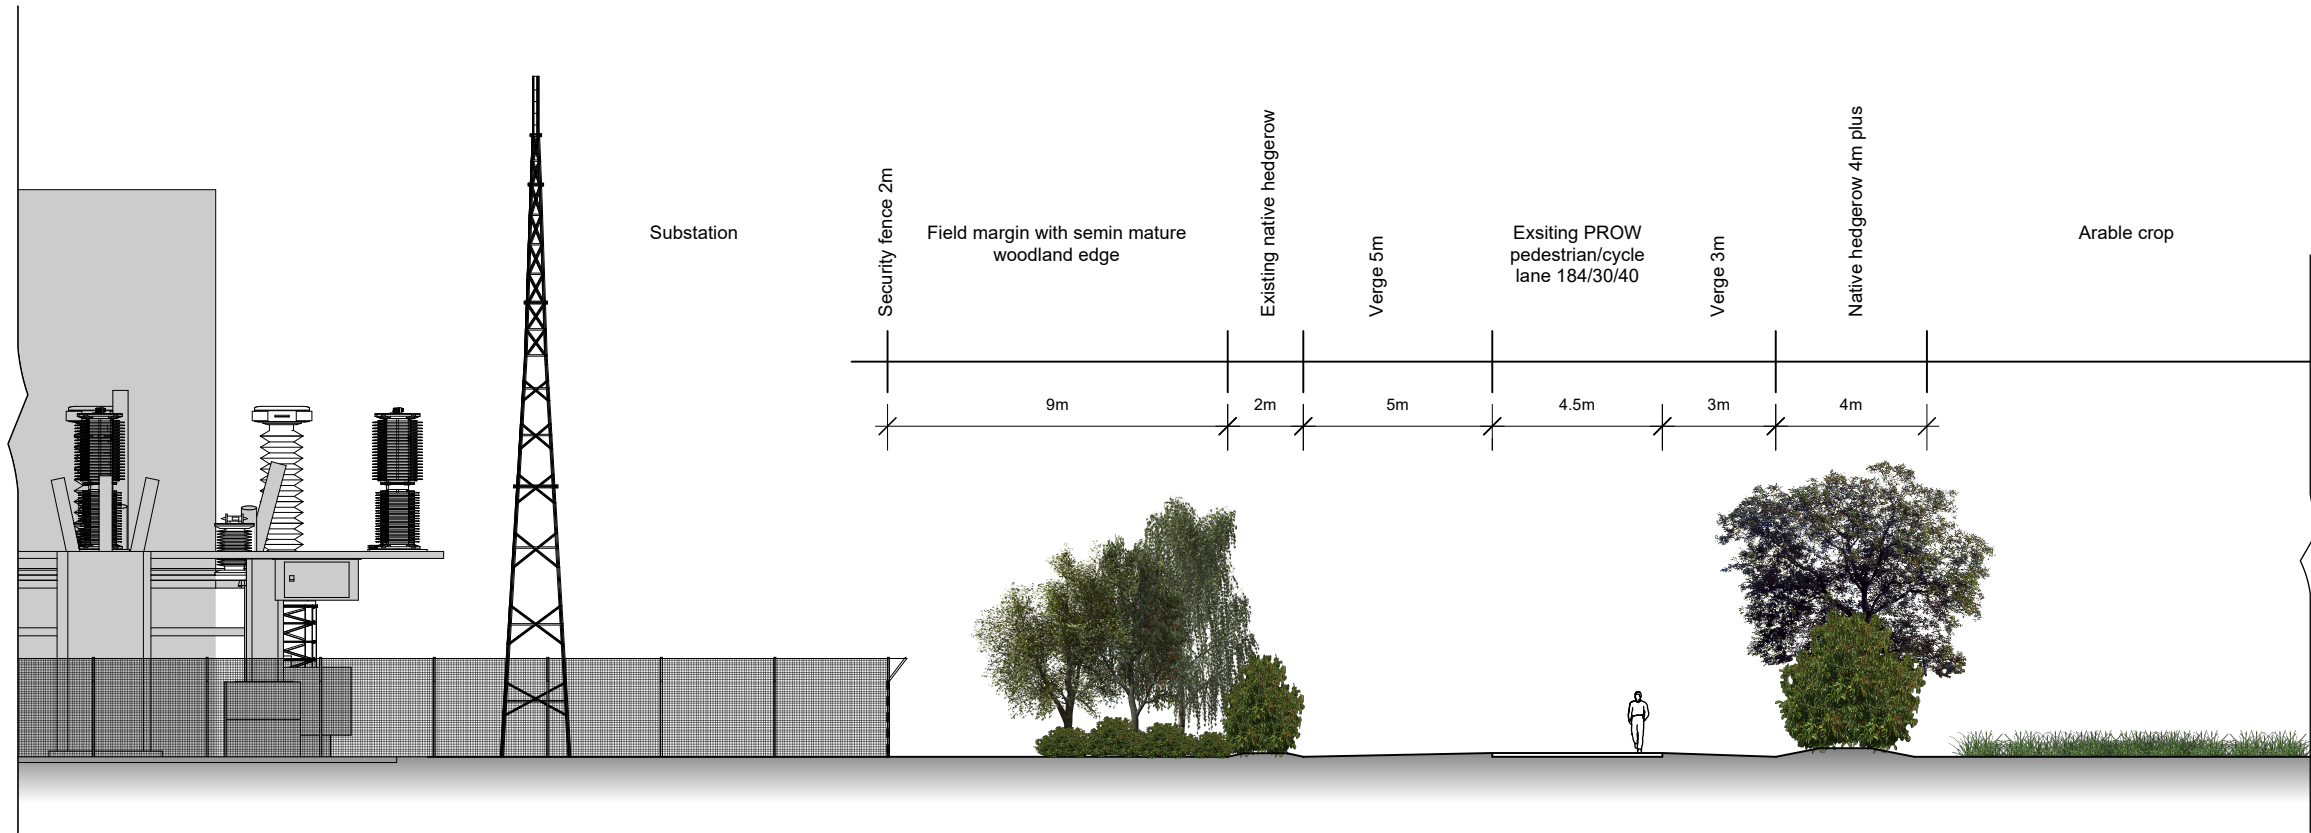 Substation
Security fence 2m
Field margin with semin mature
woodland edge
Existing native hedgerow
Verge 5m
Exsiting PROW
pedestrian/cycle
lane 184/30/40
Verge 3m
Native hedgerow 4m plus
Arable crop
9m
2m
5m
4.5m
3m
4m